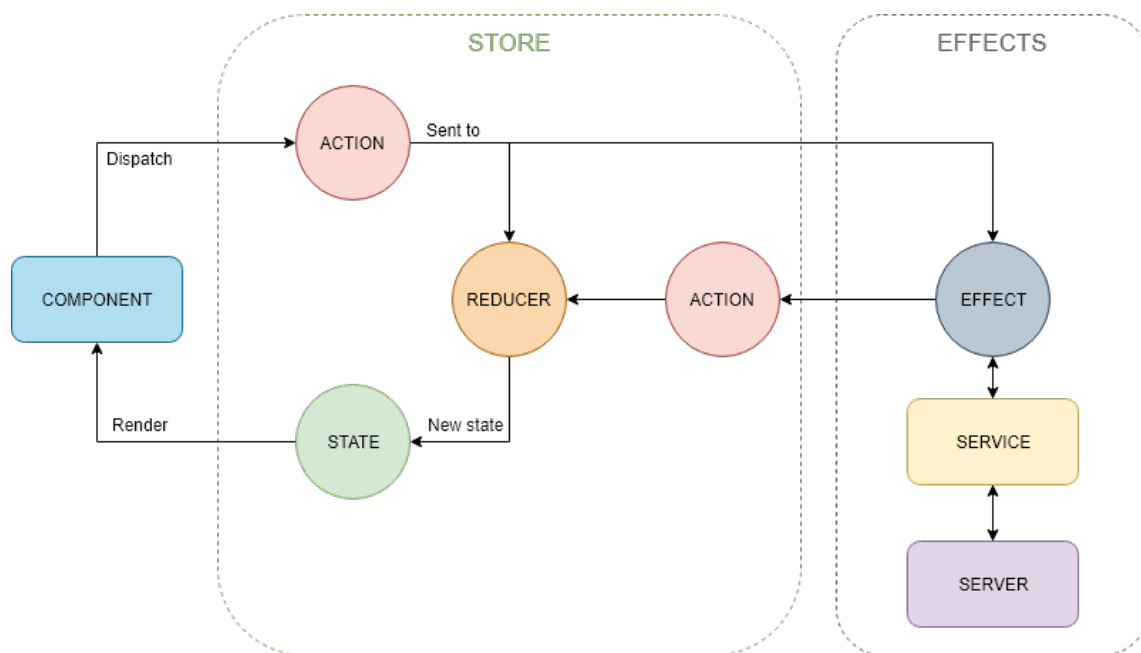 STORE
EFFECTS
ACTION
Sent to
Dispatch
COMPONENT
REDUCER
ACTION
EFFECT
Render
STATE
New state
SERVICE
SERVER